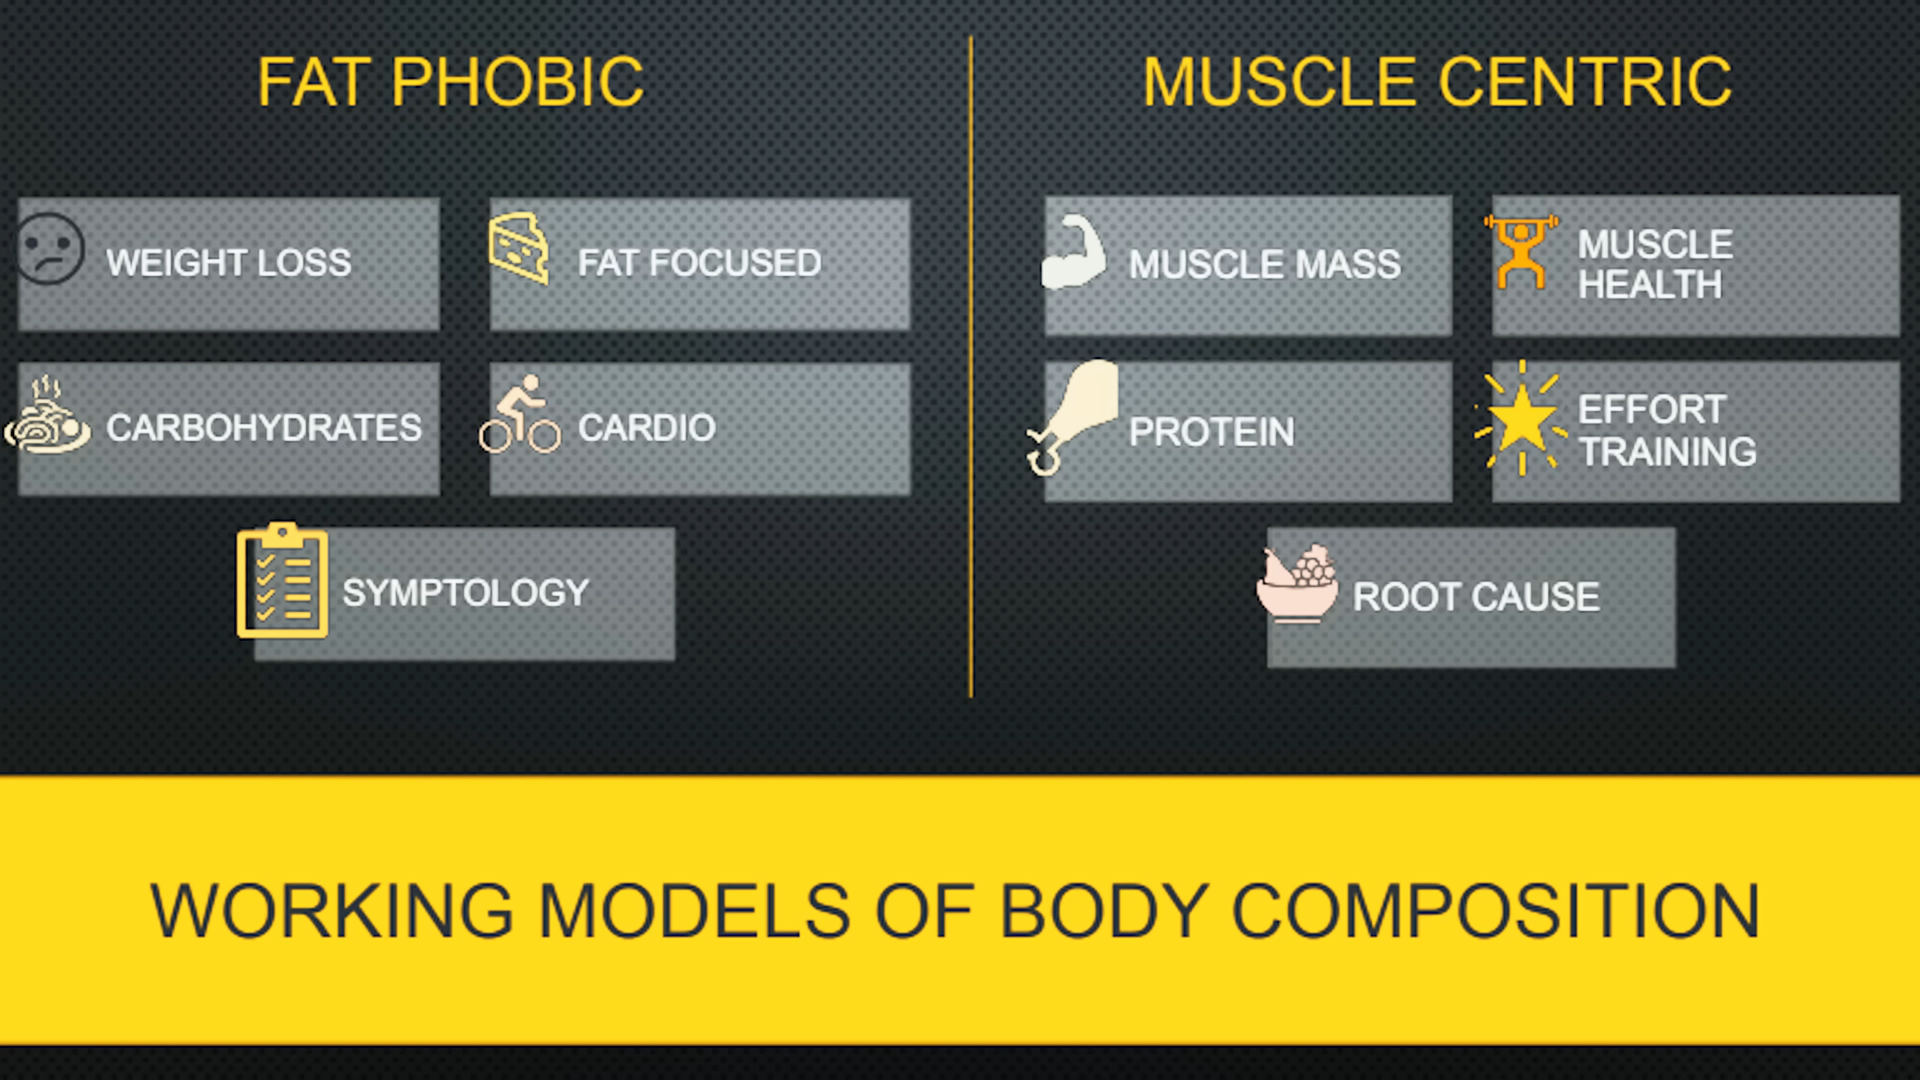 FAT PHOBIC
WEIGHT LOSS
FAT FOCUSED
CARBOHYDRATES
CARDIO
SYMPTOLOGY
MUSCLE CENTRIC
MUSCLE MASS
MUSCLE
HEALTH
PROTEIN
EFFORT
TRAINING
ROOT CAUSE
WORKING MODELS OF BODY COMPOSITION